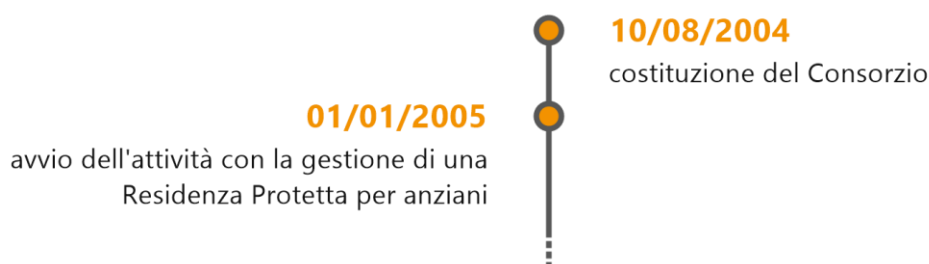 10/08/2004
costituzione del Consorzio
01/01/2005
avvio dell'attività con la gestione di una
Residenza Protetta per anziani